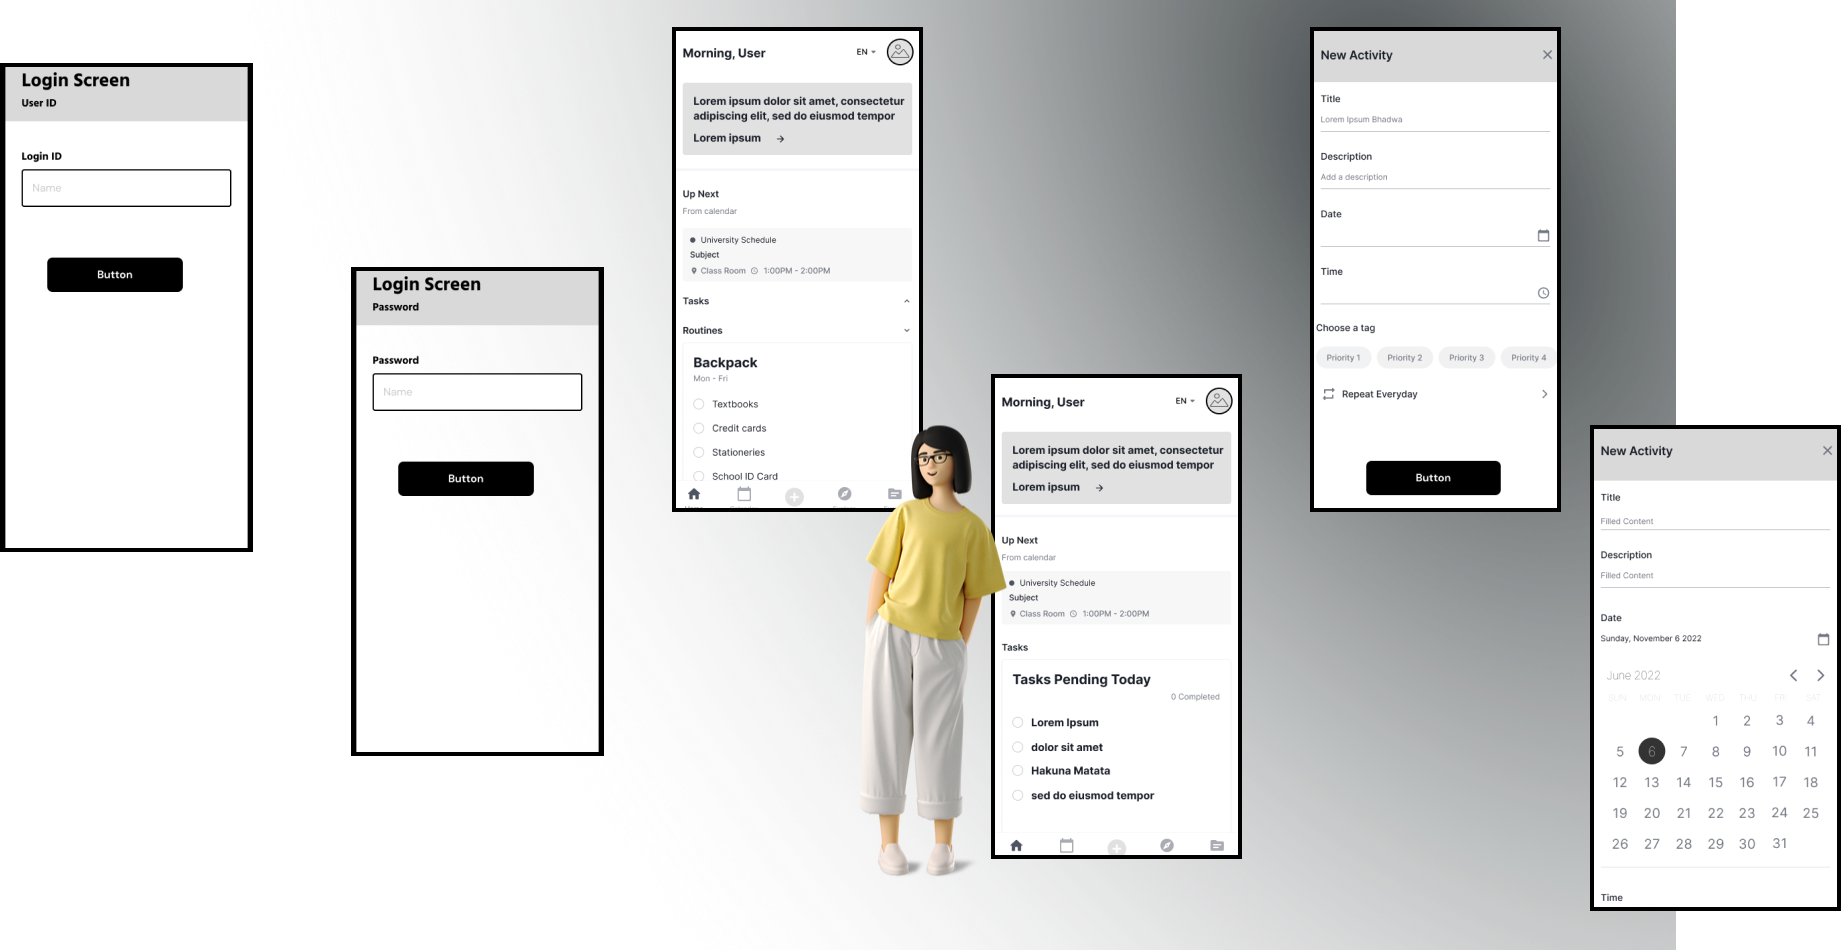 Login Screen
User ID
Login ID
Name
Button
Login Screen
Password
Password
Name
Button
Morning, User
EN
Lorem ipsum dolor sit amet, consectetur
adipiscing elit, sed do eiusmod tempor
Lorem ipsum
Up Next
From calendar
University Schedule
Subject
Class Room 1:00PM - 2:00PM
Tasks
Routines
Backpack
Mon - Fri
Textbooks
Credit cards
Stationeries
School ID Card
Morning, User
EN
Lorem ipsum dolor sit amet, consectetur
adipiscing elit, sed do eiusmod tempor
Lorem ipsum
Up Next
From calendar
University Schedule
Subject
Class Room 1:00PM - 2:00PM
Tasks
Tasks Pending Today
0 Completed
Lorem Ipsum
dolor sit amet
Hakuna Matata
sed do eiusmod tempor
New Activity
Title
Lorem Ipsum Bhadwa
Description
Add a description
Date
Time
Choose a tag
Priority 1 Priority 2 Priority 3 Priority 4
Repeat Everyday
Button
New Activity
Title
Filled Content
Description
Filled Content
Date
Sunday, November 6 2022
June 2022
SUN MON TUE WED THU FRI SAT
1 2 3 4
5 6 7 8 9 10 11
12 13 14 15 16 17 18
19 20 21 22 23 24 25
26 27 28 29 30 31
Time